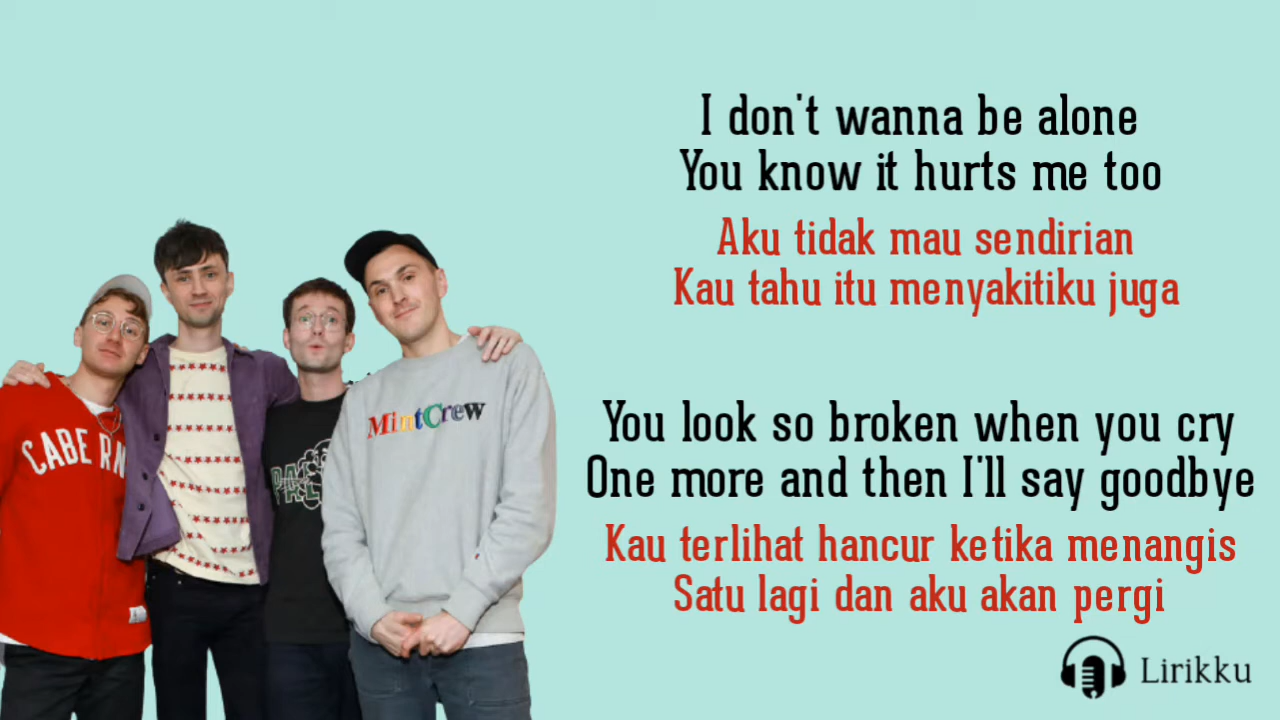 I don't wanna be alone
You know it hurts me too
Aku tidak mau sendirian
Kau tahu itu menyakitiku juga
You look so broken when you cry
One more and then I'll say goodbye
Kau terlihat hancur ketika menangis
Satu lagi dan aku akan pergi
Lirikku
MintCrew
CABERN